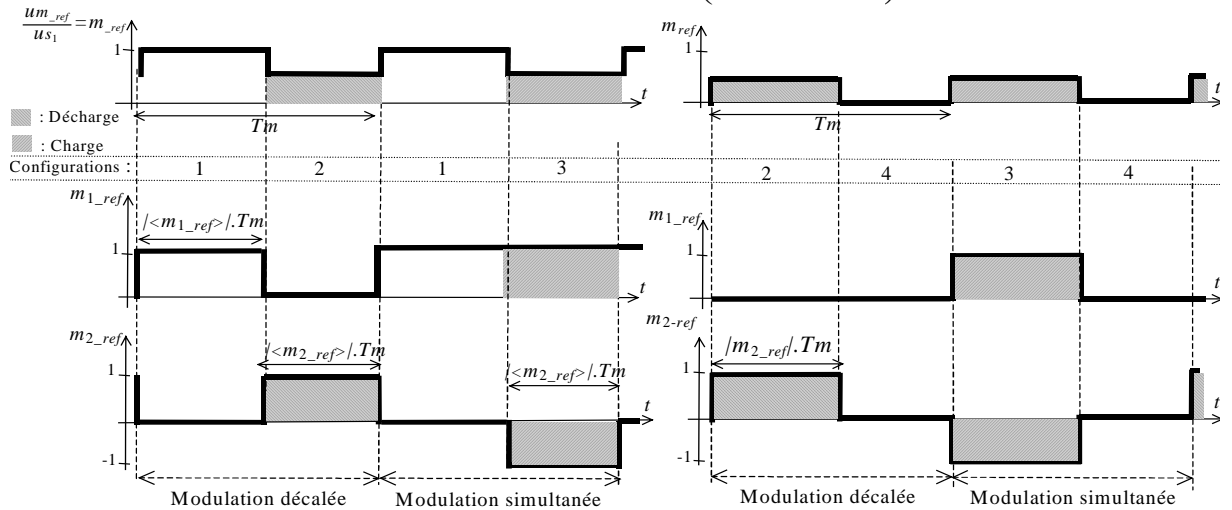 um_ref
us1
=m_ref
1
t
Tm
: Décharge
: Charge
Configurations :
1
2
1
3
m1_ref
/<m1_ref>/.Tm
1
t
m2_ref
/<m2_ref>/.Tm
/<m2_ref>/.Tm
1
-1
t
Modulation décalée
Modulation simultanée
mref
1
t
Tm
2
4
3
4
m1_ref
1
t
m2-ref
/m2_ref/.Tm
1
-1
t
Modulation décalée
Modulation simultanée